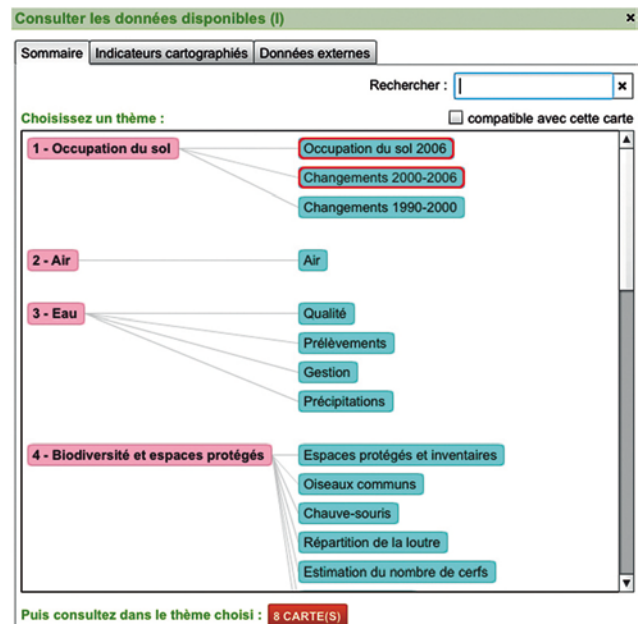 Consulter les données disponibles (I) ×
Sommaire Indicateurs cartographiés Données externes
Rechercher : ×
Choisissez un thème : compatible avec cette carte
1 - Occupation du sol Occupation du sol 2006
Changements 2000-2006
Changements 1990-2000
2 - Air Air
3 - Eau Qualité
Prélèvements
Gestion
Précipitations
4 - Biodiversité et espaces protégés Espaces protégés et inventaires
Oiseaux communs
Chauve-souris
Répartition de la loutre
Estimation du nombre de cerfs
Puis consultez dans le thème choisi : 8 CARTE(S)